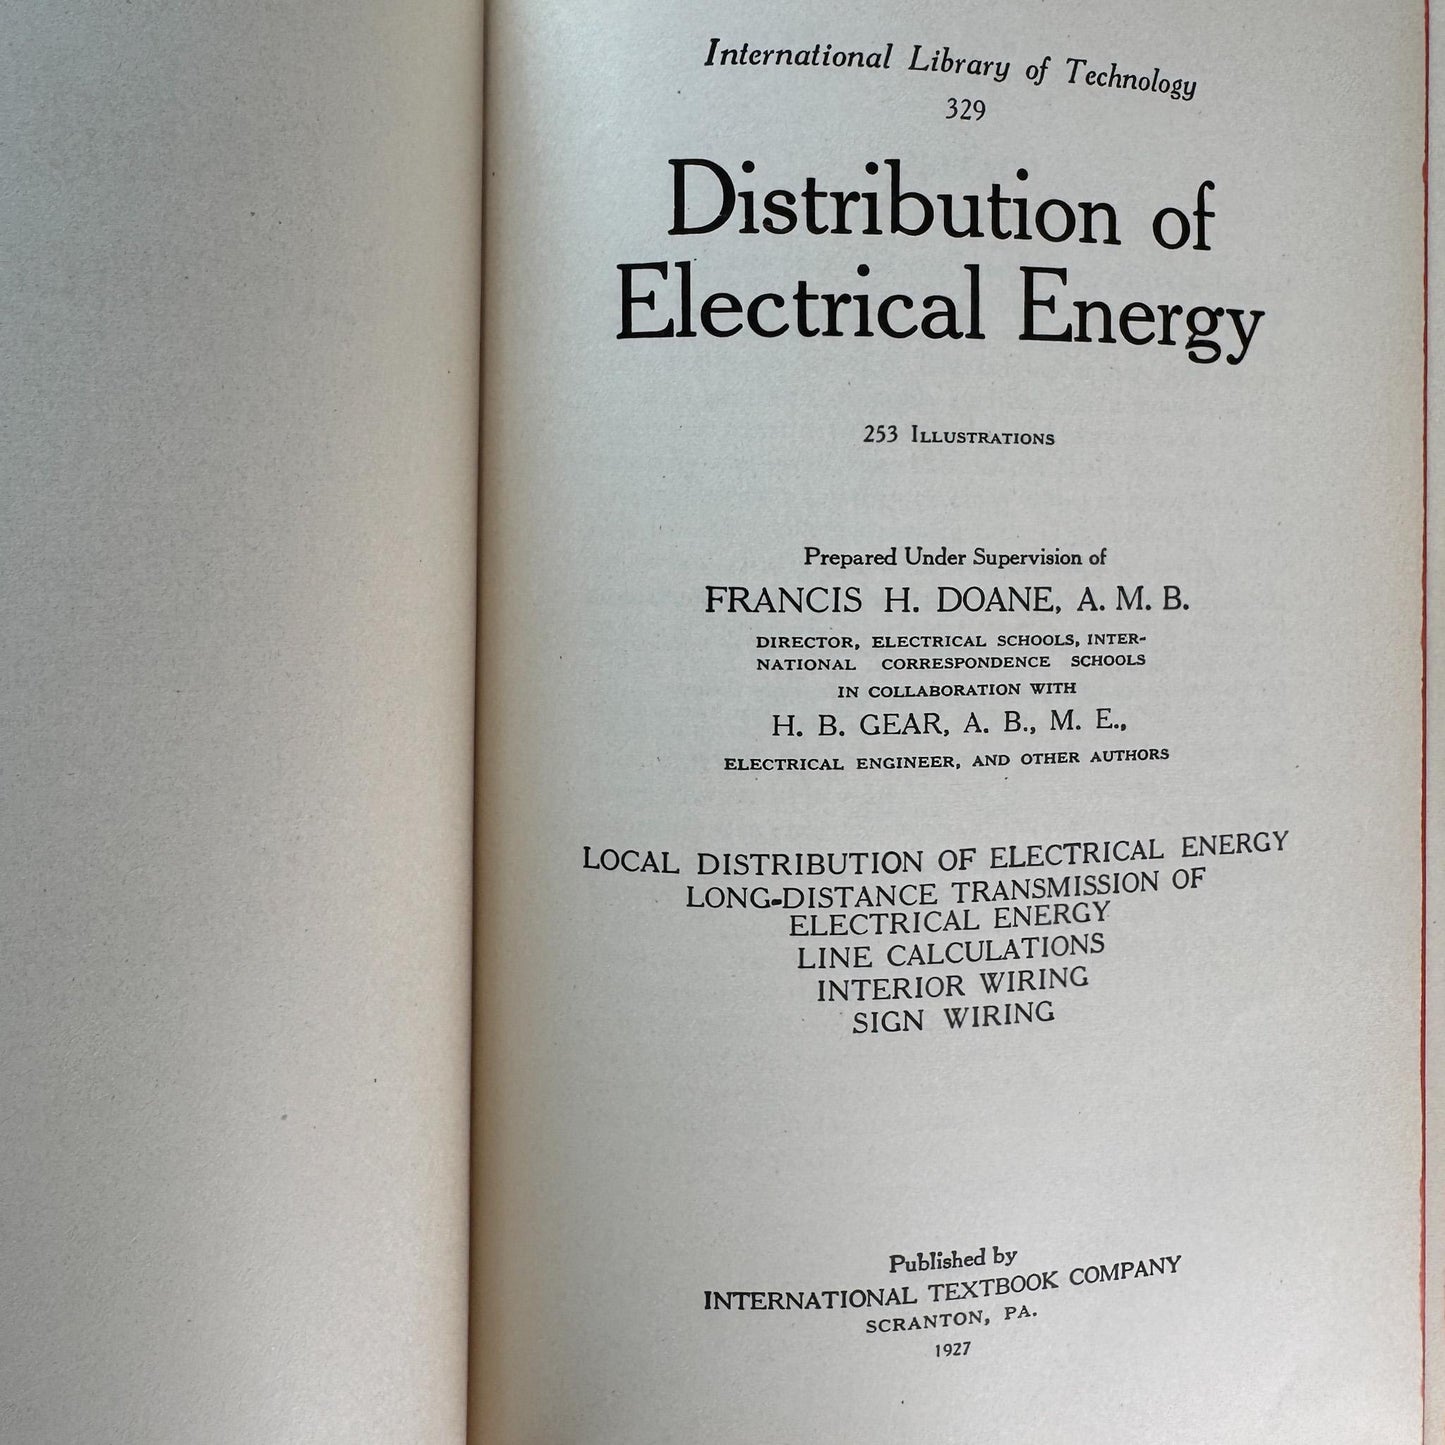 International Library of Technology
329
Distribution of
Electrical Energy
253 Illustrations
Prepared Under Supervision of
FRANCIS H. DOANE, A. M. B.
DIRECTOR, ELECTRICAL SCHOOLS, INTER-
NATIONAL CORRESPONDENCE SCHOOLS
IN COLLABORATION WITH
H. B. GEAR, A. B., M. E.,
ELECTRICAL ENGINEER, AND OTHER AUTHORS
LOCAL DISTRIBUTION OF ELECTRICAL ENERGY
LONG-DISTANCE TRANSMISSION OF
ELECTRICAL ENERGY
LINE CALCULATIONS
INTERIOR WIRING
SIGN WIRING
Published by
INTERNATIONAL TEXTBOOK COMPANY
SCRANTON, PA.
1927